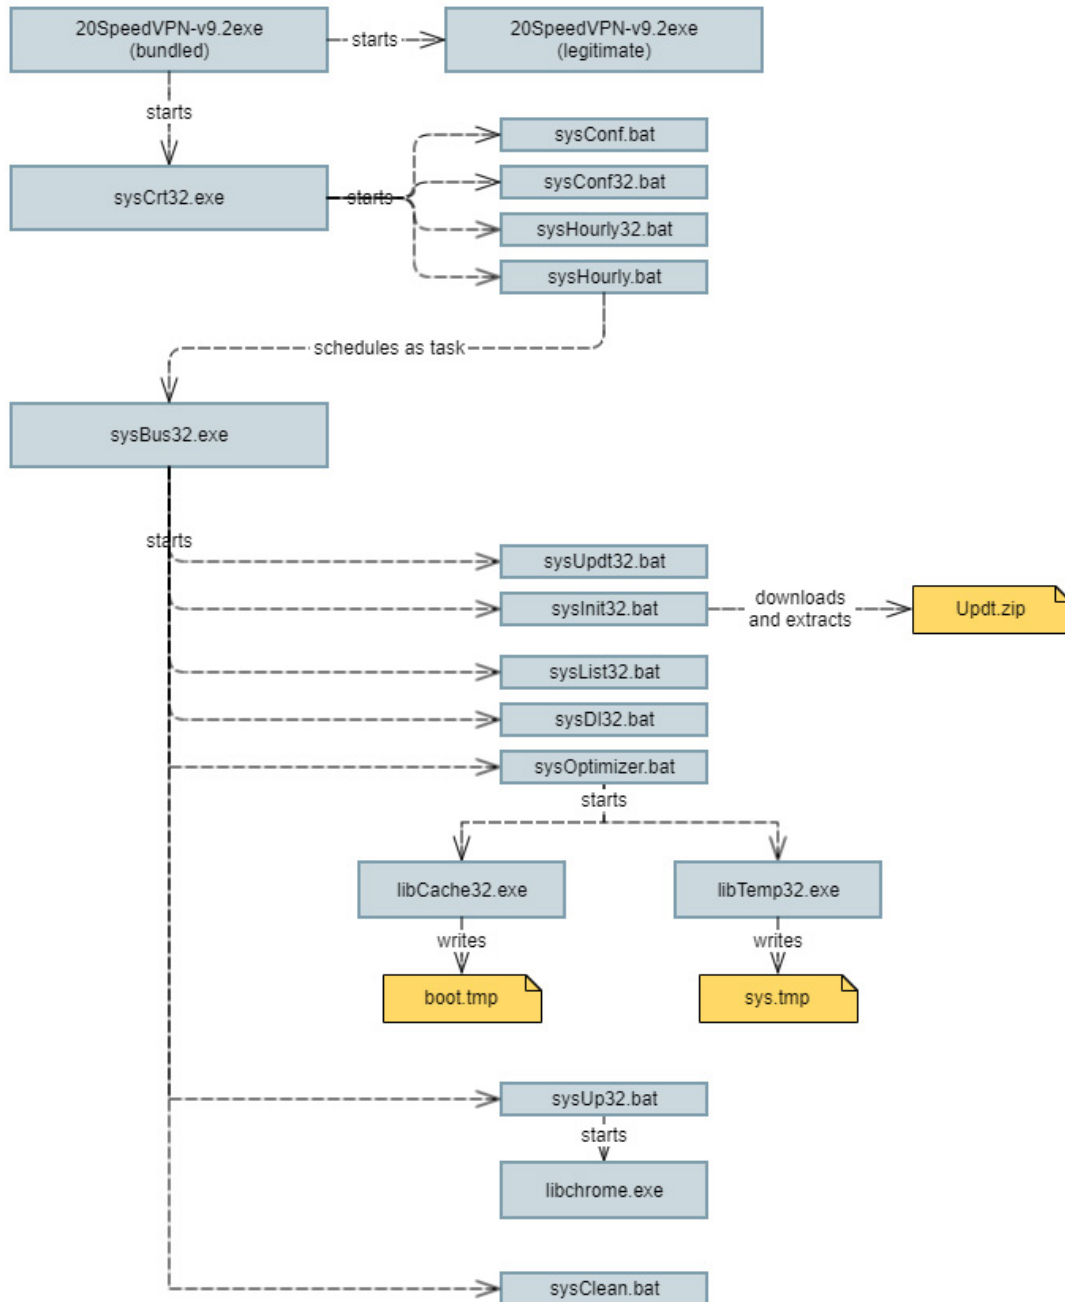 20SpeedVPN-v9.2exe
(bundled)
starts
20SpeedVPN-v9.2exe
(legitimate)
starts
sysCrt32.exe
starts
sysConf.bat
sysConf32.bat
sysHourly32.bat
sysHourly.bat
schedules as task
sysBus32.exe
starts
sysUpdt32.bat
sysInit32.bat
downloads
and extracts
Updt.zip
sysList32.bat
sysDl32.bat
sysOptimizer.bat
starts
libCache32.exe
libTemp32.exe
writes
writes
boot.tmp
sys.tmp
sysUp32.bat
starts
libchrome.exe
sysClean.bat